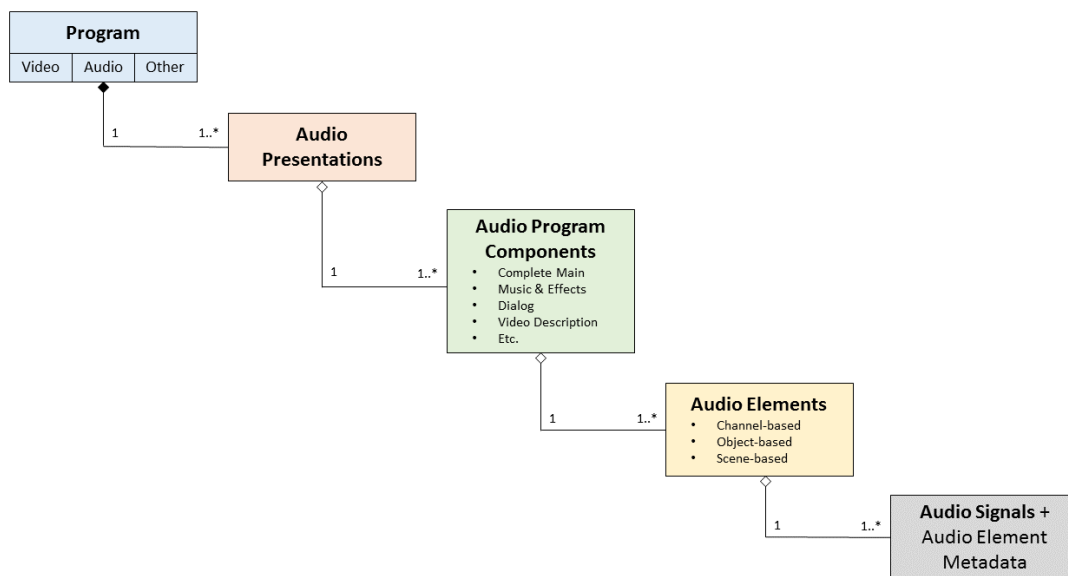 Program
Video Audio Other
1 1..*
Audio
Presentations
1 1..*
Audio Program
Components
• Complete Main
• Music & Effects
• Dialog
• Video Description
• Etc.
1 1..*
Audio Elements
• Channel-based
• Object-based
• Scene-based
1 1..*
Audio Signals +
Audio Element
Metadata